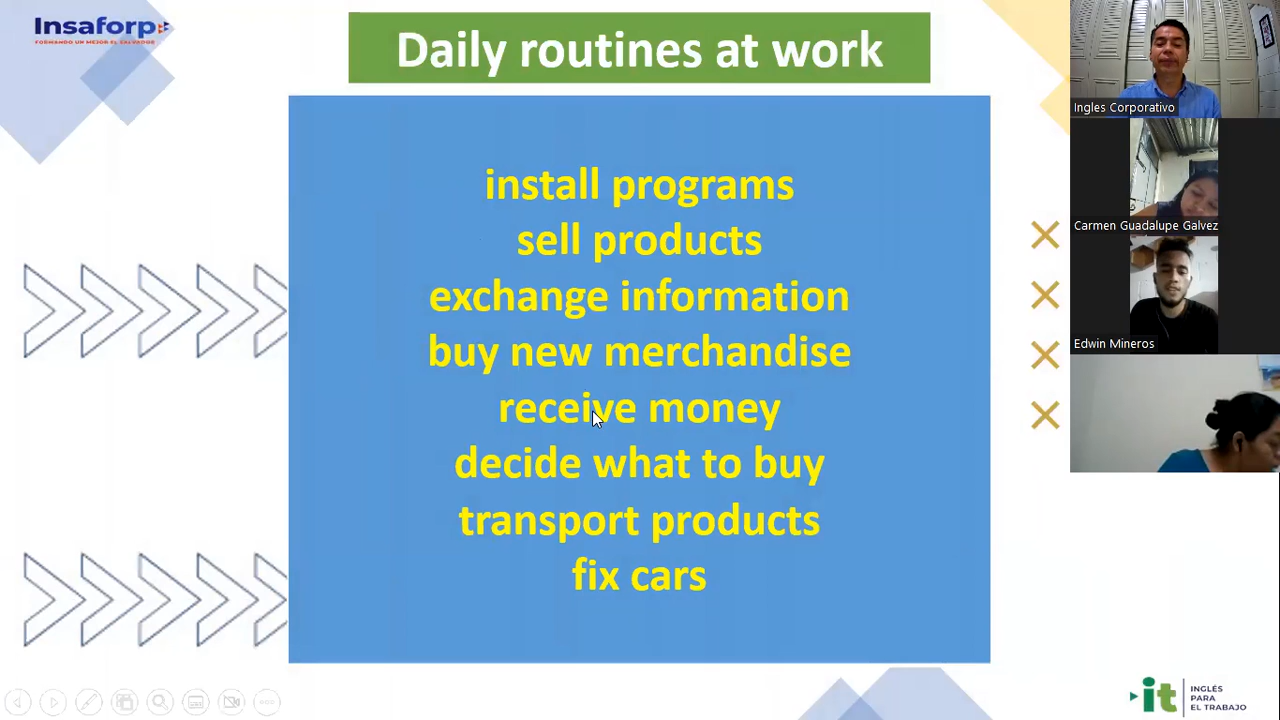 Insaforp
FORMANDO UN MEJOR EL SALVADOR
Daily routines at work
install programs
sell products
exchange information
buy new merchandise
receive money
decide what to buy
transport products
fix cars
Ingles Corporativo
Carmen Guadalupe Galvez
Edwin Mineros
it
INGLÉS
PARA
EL TRABAJO